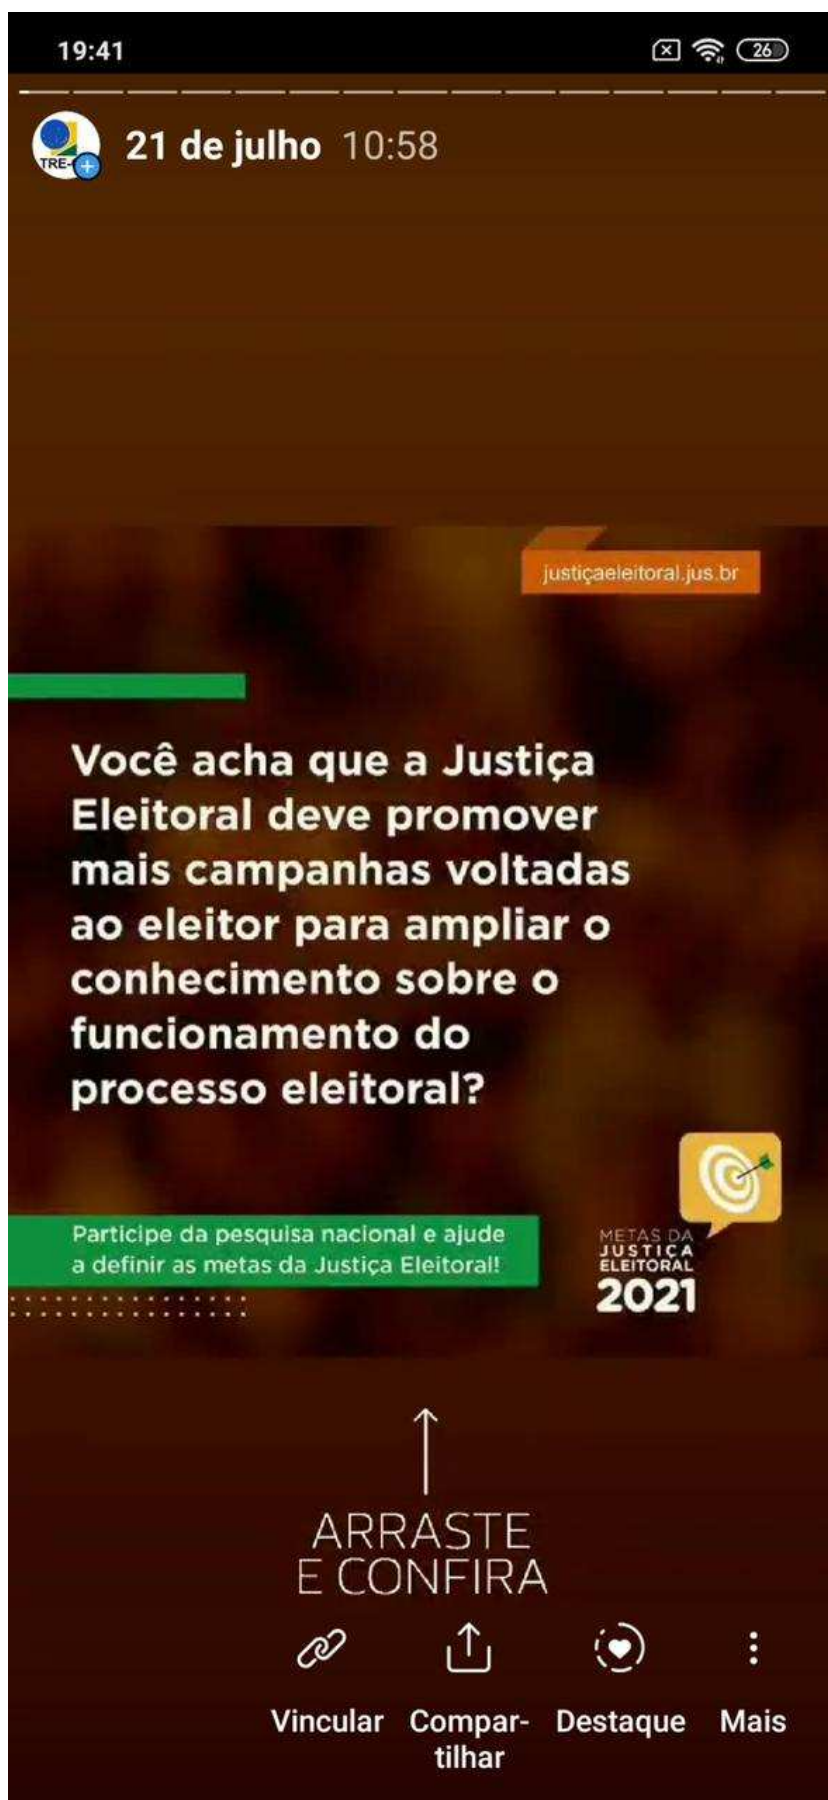 19:41
26
TRE-
21 de julho 10:58
justiçaeleitoral.jus.br
Você acha que a Justiça
Eleitoral deve promover
mais campanhas voltadas
ao eleitor para ampliar o
conhecimento sobre o
funcionamento do
processo eleitoral?
Participe da pesquisa nacional e ajude
a definir as metas da Justiça Eleitoral!
METAS DA
JUSTIÇA
ELEITORAL
2021
ARRASTE
E CONFIRA
Vincular
Compar-
tilhar
Destaque
Mais